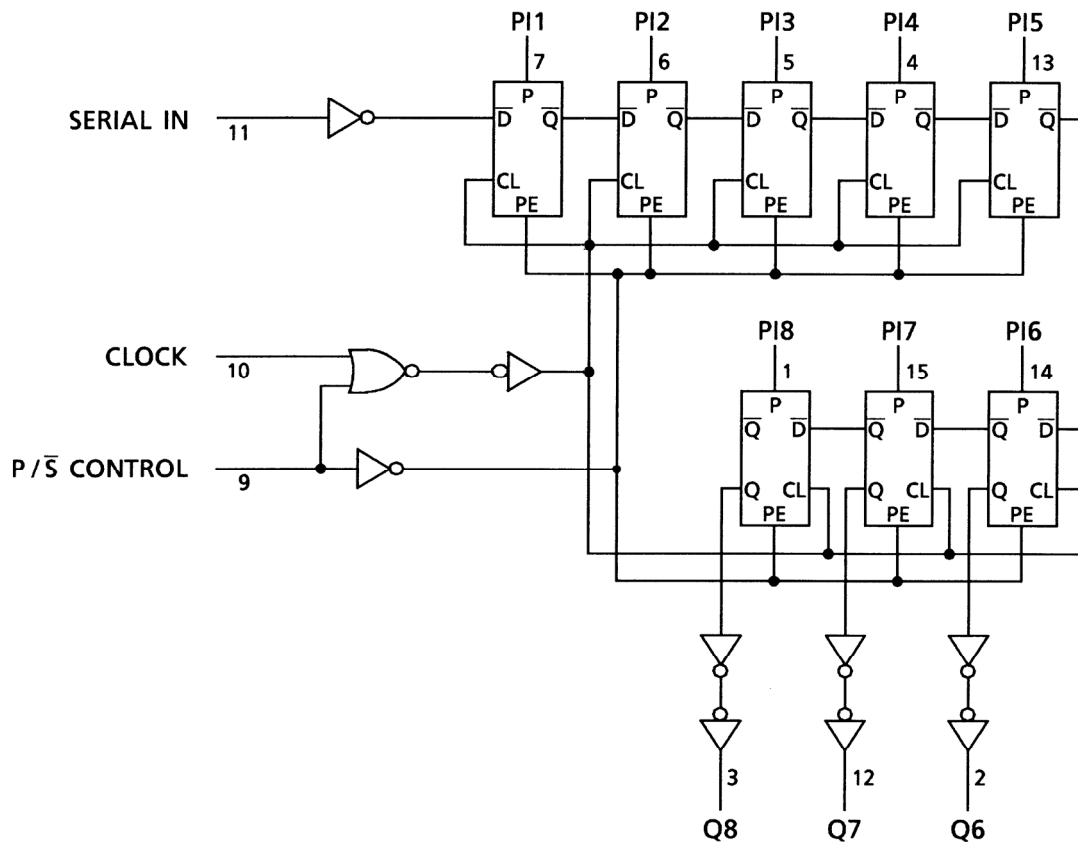 PI1 PI2 PI3 PI4 PI5
7 6 5 4 13
P P P P P
SERIAL IN D̅ Q̅ D̅ Q̅ D̅ Q̅ D̅ Q̅ D̅ Q̅
11
CL CL CL CL CL
PE PE PE PE PE
PI8 PI7 PI6
CLOCK
10 1 15 14
P P P
Q̅ D̅ Q̅ D̅ Q̅ D̅
P/S̅ CONTROL
9 Q CL Q CL Q CL
PE PE PE
3 12 2
Q8 Q7 Q6